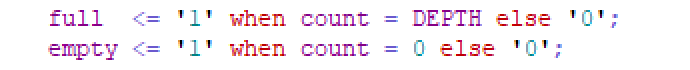 full  <= '1' when count = DEPTH else '0';
empty <= '1' when count = 0 else '0';